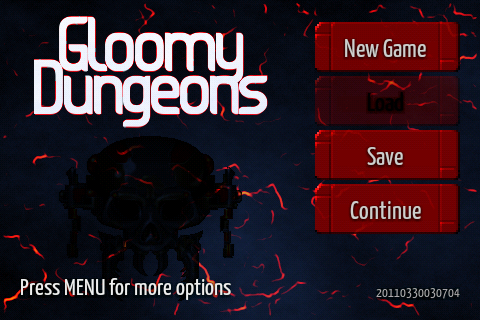 Gloomy
Dungeons
New Game
Load
Save
Continue
Press MENU for more options
20110330030704